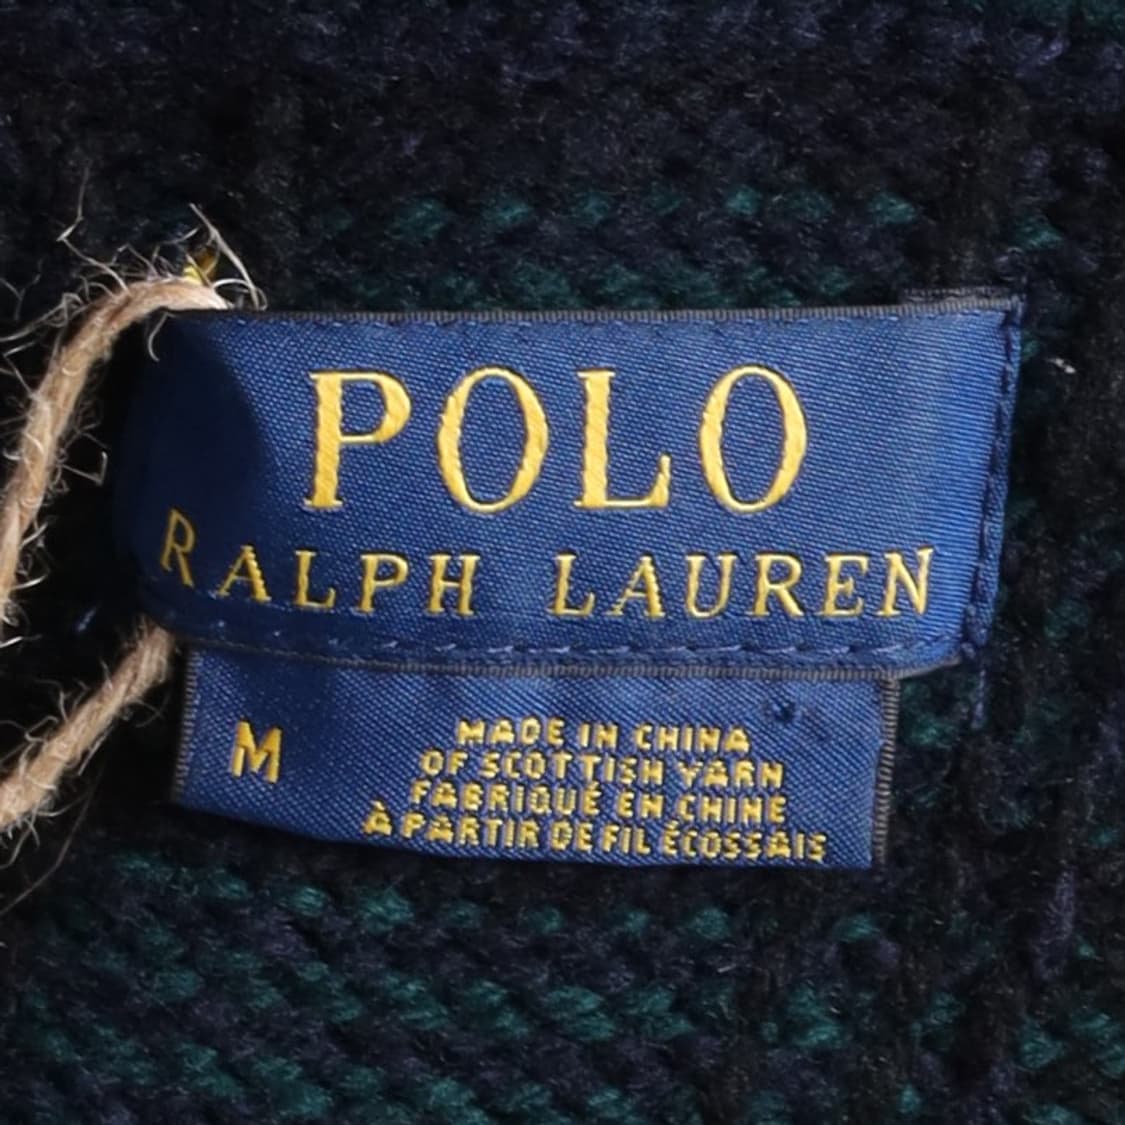 POLO
RALPH LAUREN
M
MADE IN CHINA
OF SCOTTISH YARN
FABRIQUÉ EN CHINE
À PARTIR DE FIL ÉCOSSAIS